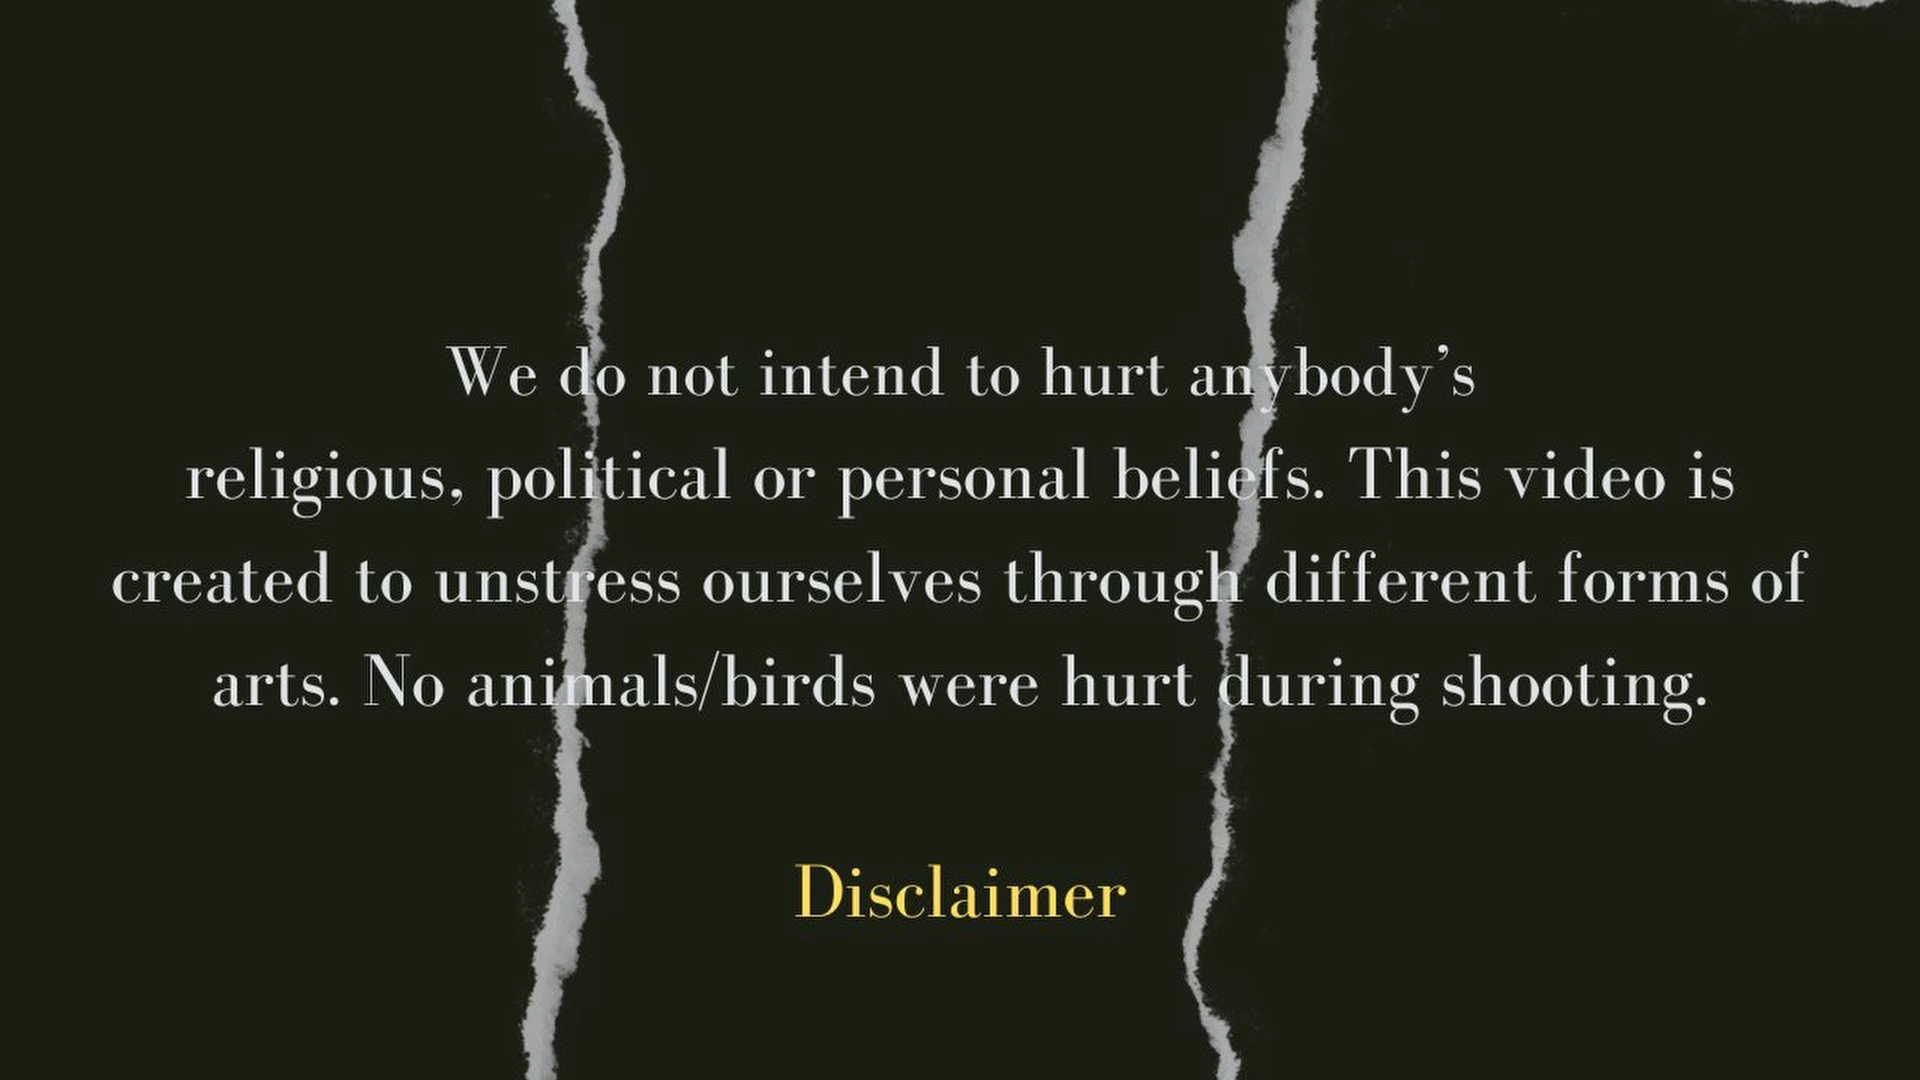 We do not intend to hurt anybody’s
religious, political or personal beliefs. This video is
created to unstress ourselves through different forms of
arts. No animals/birds were hurt during shooting.
Disclaimer